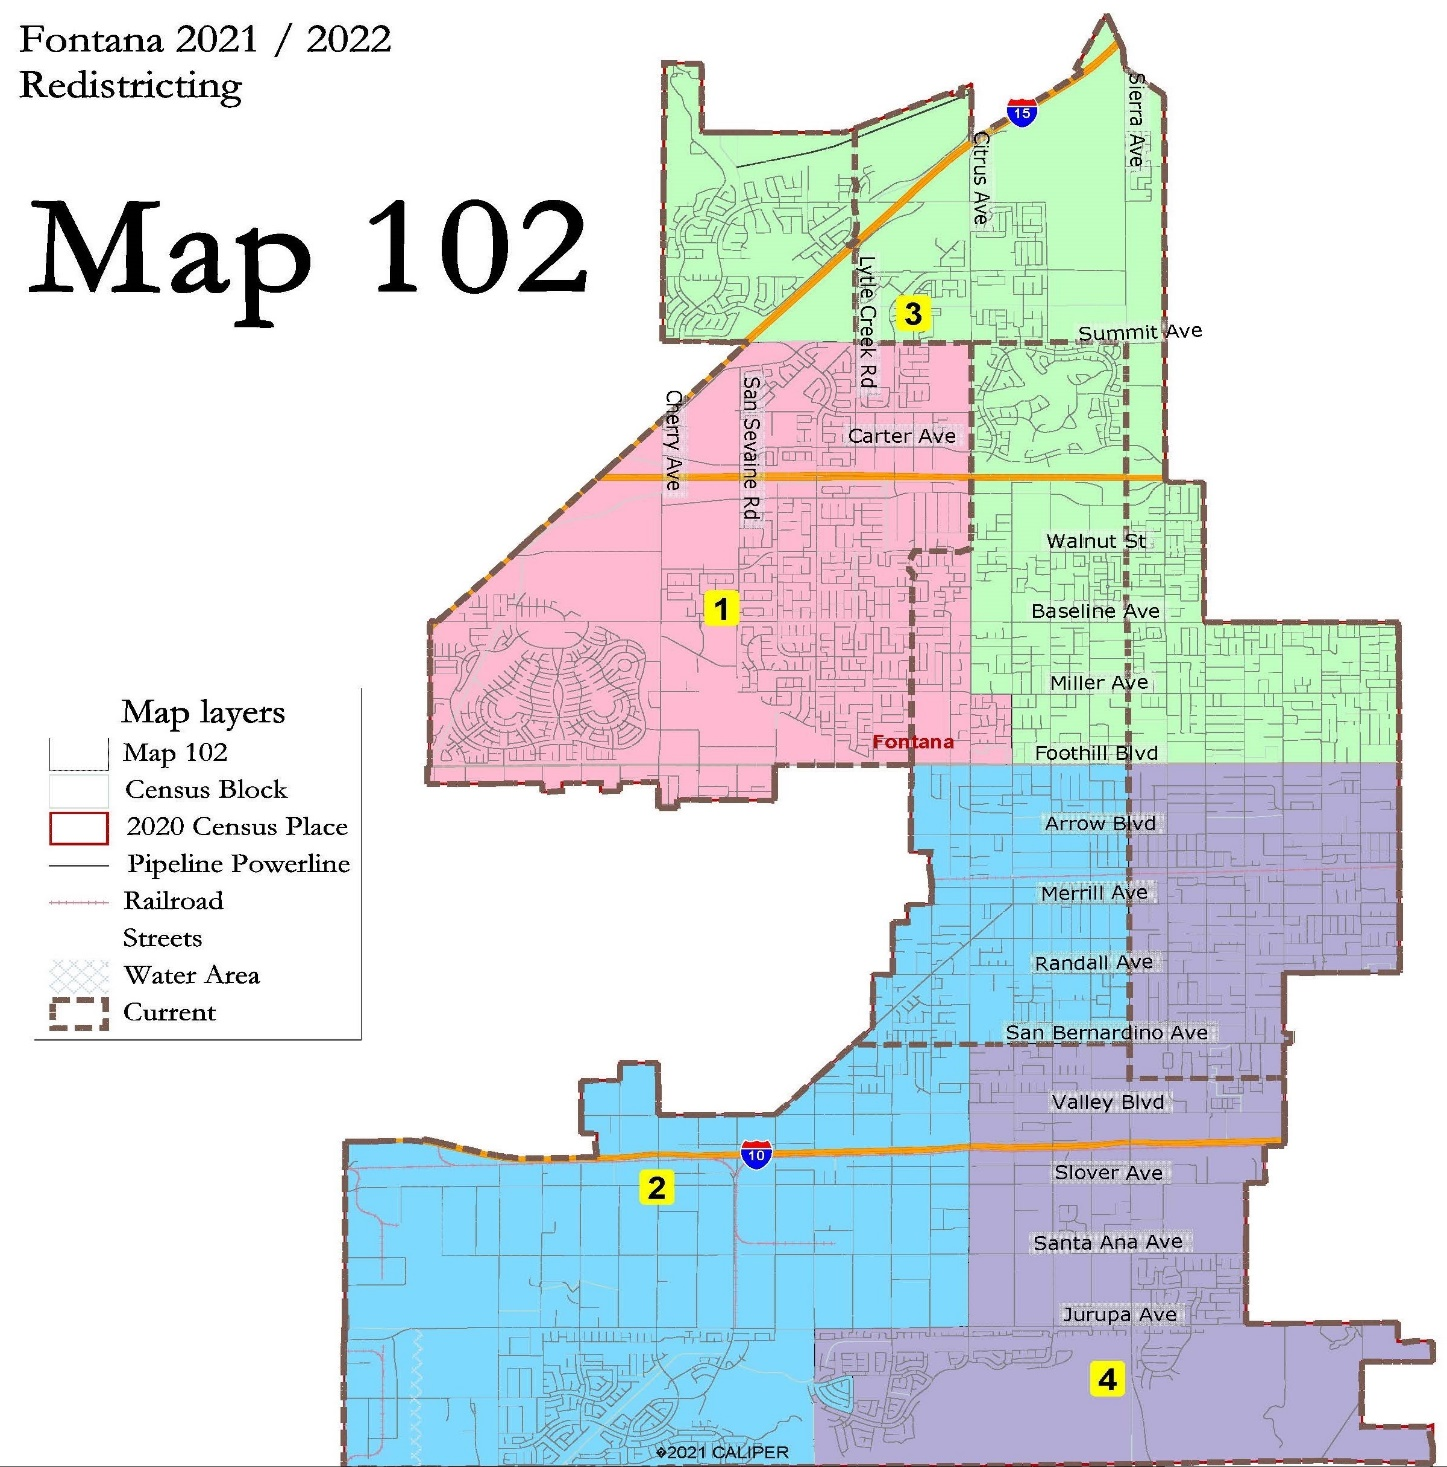 Fontana 2021 / 2022
Redistricting
Map 102
15
Sierra Ave
Citrus Ave
Lytle Creek Rd
3
Summit Ave
Cherry Ave
San Sevaine Rd
Carter Ave
Walnut St
1
Baseline Ave
Miller Ave
Fontana
Foothill Blvd
Arrow Blvd
Merrill Ave
Randall Ave
San Bernardino Ave
Valley Blvd
10
2
Slover Ave
Santa Ana Ave
Jurupa Ave
4
Map layers
Map 102
Census Block
2020 Census Place
Pipeline Powerline
Railroad
Streets
Water Area
Current
�2021 CALIPER